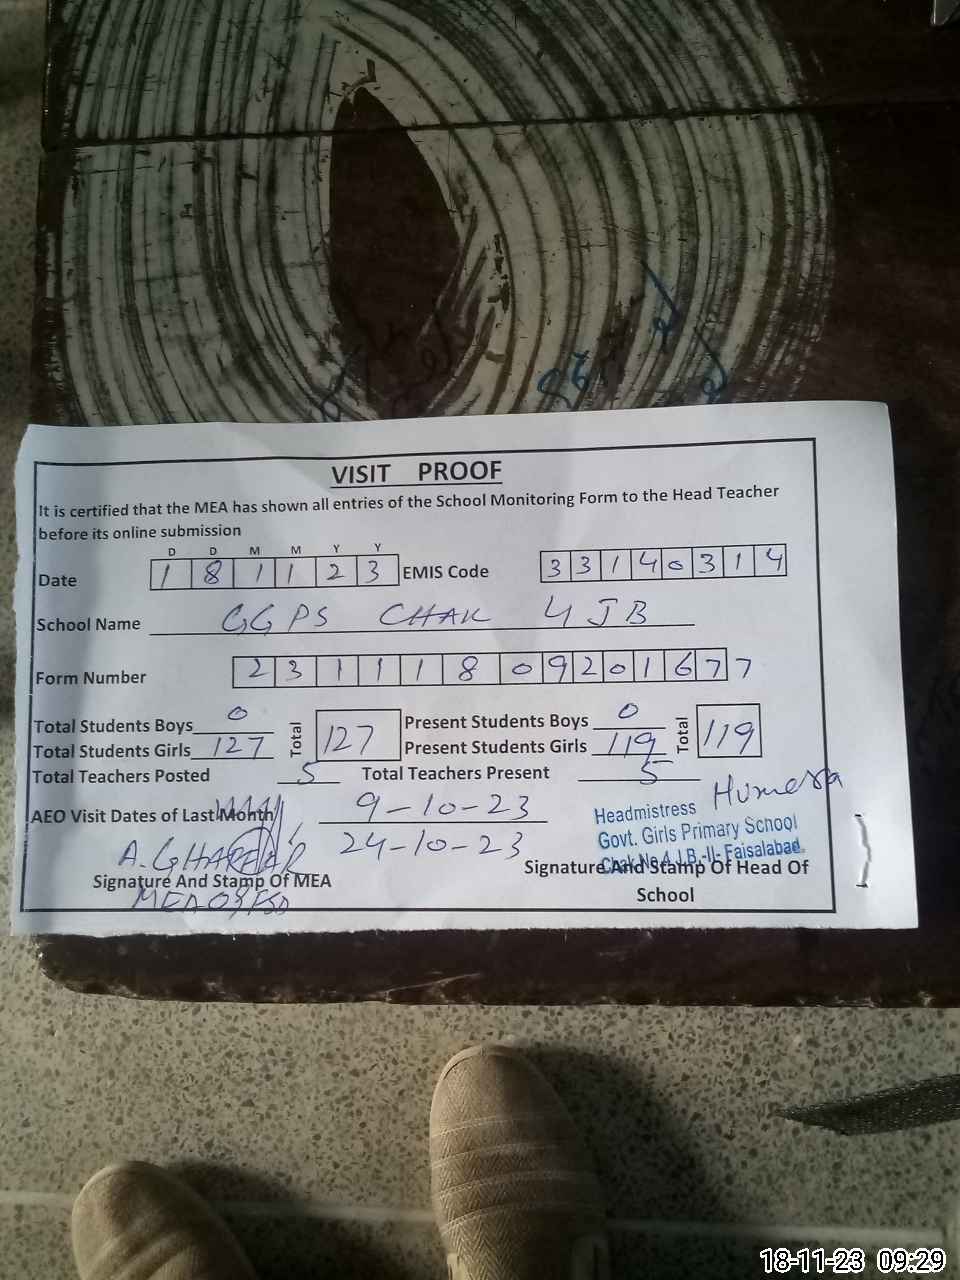 VISIT PROOF
It is certified that the MEA has shown all entries of the School Monitoring Form to the Head Teacher
before its online submission
D D M M Y Y
Date 1 8 1 1 2 3 EMIS Code 3 3 1 4 0 3 1 4
School Name GGPS CHAK 4 JB
Form Number 2 3 1 1 1 8 0 9 2 0 1 6 7 7
Total Students Boys 0 Total 127 Present Students Boys 0 Total 119
Total Students Girls 127 Present Students Girls 119
Total Teachers Posted 5 Total Teachers Present 5
AEO Visit Dates of Last Month 9-10-23
24-10-23
Humera
Headmistress
Govt. Girls Primary School
Chak No.4 J.B.-II- Faisalabad.
A. GHAFFAR
Signature And Stamp Of MEA
MEA 03 FSD
Signature And Stamp Of Head Of
School
18-11-23 09:29